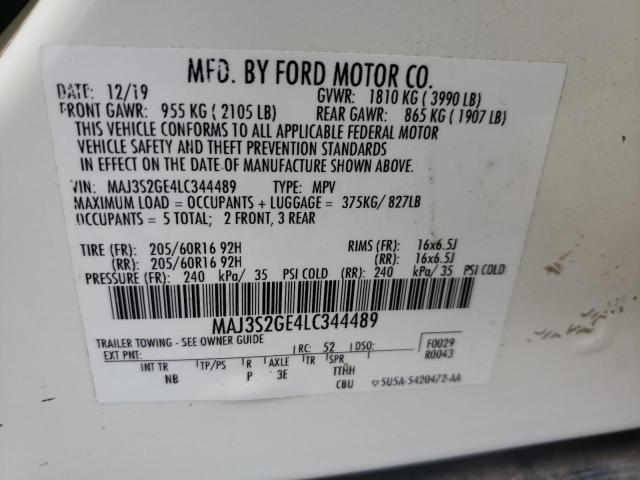 MFD. BY FORD MOTOR CO.
DATE: 12/19 GVWR: 1810 KG ( 3990 LB)
FRONT GAWR: 955 KG ( 2105 LB) REAR GAWR: 865 KG ( 1907 LB)
THIS VEHICLE CONFORMS TO ALL APPLICABLE FEDERAL MOTOR
VEHICLE SAFETY AND THEFT PREVENTION STANDARDS
IN EFFECT ON THE DATE OF MANUFACTURE SHOWN ABOVE.
VIN: MAJ3S2GE4LC344489 TYPE: MPV
MAXIMUM LOAD = OCCUPANTS + LUGGAGE = 375KG/ 827LB
OCCUPANTS = 5 TOTAL; 2 FRONT, 3 REAR
TIRE (FR): 205/60R16 92H RIMS (FR): 16x6.5J
(RR): 205/60R16 92H (RR): 16x6.5J
PRESSURE (FR): 240 kPa/ 35 PSI COLD (RR): 240 kPa/ 35 PSI COLD
MAJ3S2GE4LC344489
TRAILER TOWING - SEE OWNER GUIDE F0029
EXT PNT: RC: 52 DSO: R0043
INT TR TP/PS R AXLE TR SPR
NB P 3E TTHH
CBU 5U5A-5420472-AA